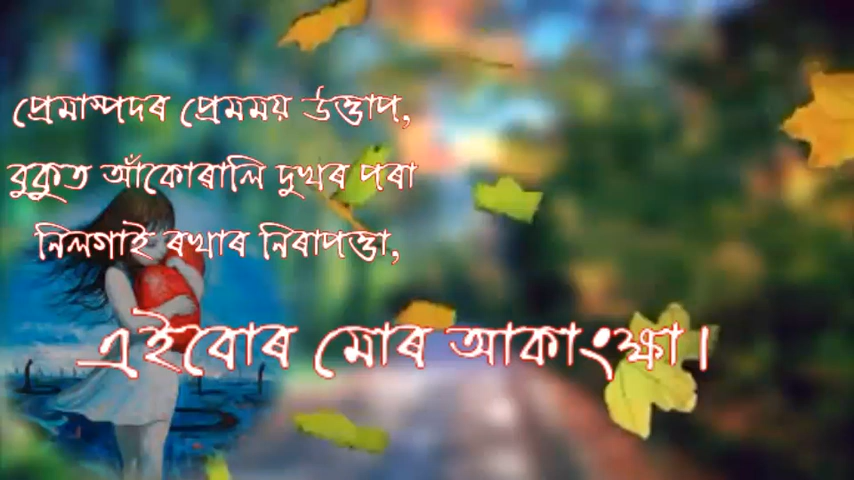 প্ৰেমাস্পদৰ প্ৰেমময় উত্তাপ,
বুকুত আঁকোৱালি দুখৰ পৰা
নিলগাই ৰখাৰ নিৰাপত্তা,
এইবোৰ মোৰ আকাংক্ষা।